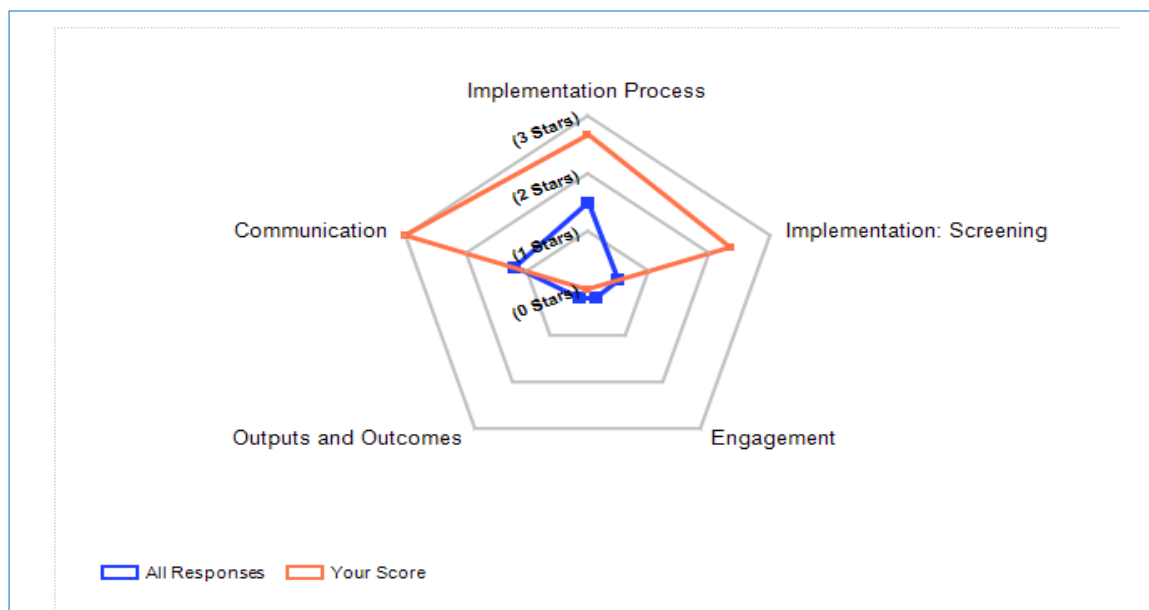 Implementation Process
(3 Stars)
(2 Stars)
Communication
(1 Stars)
Implementation: Screening
(0 Stars)
Outputs and Outcomes
Engagement
All Responses
Your Score